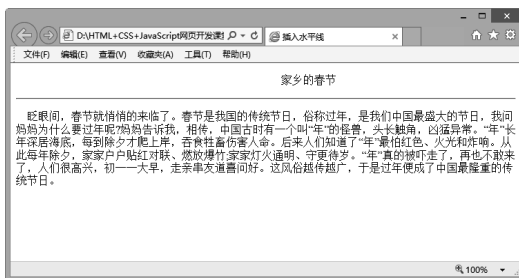 D:\HTML+CSS+JavaScript网页开发课
插入水平线
文件(F) 编辑(E) 查看(V) 收藏夹(A) 工具(T) 帮助(H)
家乡的春节
眨眼间，春节就悄悄的来临了。春节是我国的传统节日，俗称过年，是我们中国最盛大的节日，我问
妈妈为什么要过年呢?妈妈告诉我，相传，中国古时有一个叫“年”的怪兽，头长触角，凶猛异常。“年”长
年深居海底，每到除夕才爬上岸，吞食牲畜伤害人命。后来人们知道了“年”最怕红色、火光和炸响。从
此每年除夕，家家户户贴红对联、燃放爆竹;家家灯火通明、守更待岁。“年”真的被吓走了，再也不敢来
了，人们很高兴，初一一大早，走亲串友道喜问好。这风俗越传越广，于是过年便成了中国最隆重的传
统节日。
100%